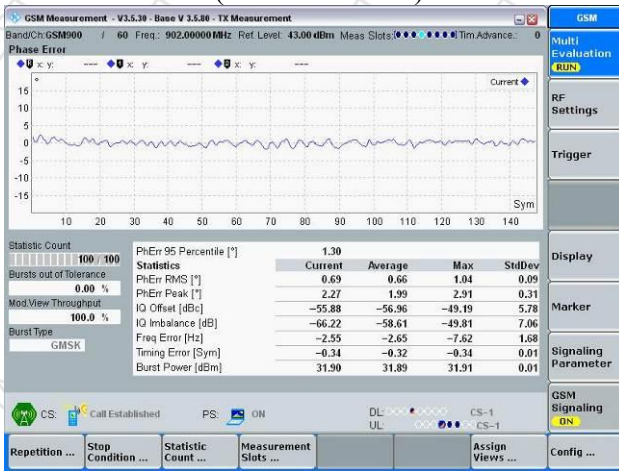 GSM Measurement - V3.5.30 - Base V 3.5.80 - TX Measurement
GSM
Band/Ch:GSM900 / 60 Freq.: 902.00000 MHz Ref. Level: 43.00 dBm Meas Slots: Tim.Advance.: 0
Multi Evaluation
RUN
Phase Error
x: y: --- x: y: --- x: y: ---
° Current
15
10
5
0
-5
-10
-15
Sym
10 20 30 40 50 60 70 80 90 100 110 120 130 140
RF Settings
Trigger
Display
Marker
Signaling Parameter
GSM Signaling
ON
Statistic Count
100 / 100
Bursts out of Tolerance
0.00 %
Mod.View Throughput
100.0 %
Burst Type
GMSK
PhErr 95 Percentile [°] 1.30
Statistics Current Average Max StdDev
PhErr RMS [°] 0.69 0.66 1.04 0.09
PhErr Peak [°] 2.27 1.99 2.91 0.31
IQ Offset [dBc] -55.88 -56.96 -49.19 5.78
IQ Imbalance [dB] -66.22 -58.61 -49.81 7.06
Freq Error [Hz] -2.55 -2.65 -7.62 1.68
Timing Error [Sym] -0.34 -0.32 -0.34 0.01
Burst Power [dBm] 31.90 31.89 31.91 0.01
CS: Call Established PS: ON DL: CS-1
UL: CS-1
Repetition ...
Stop Condition ...
Statistic Count ...
Measurement Slots ...
Assign Views ...
Config ...